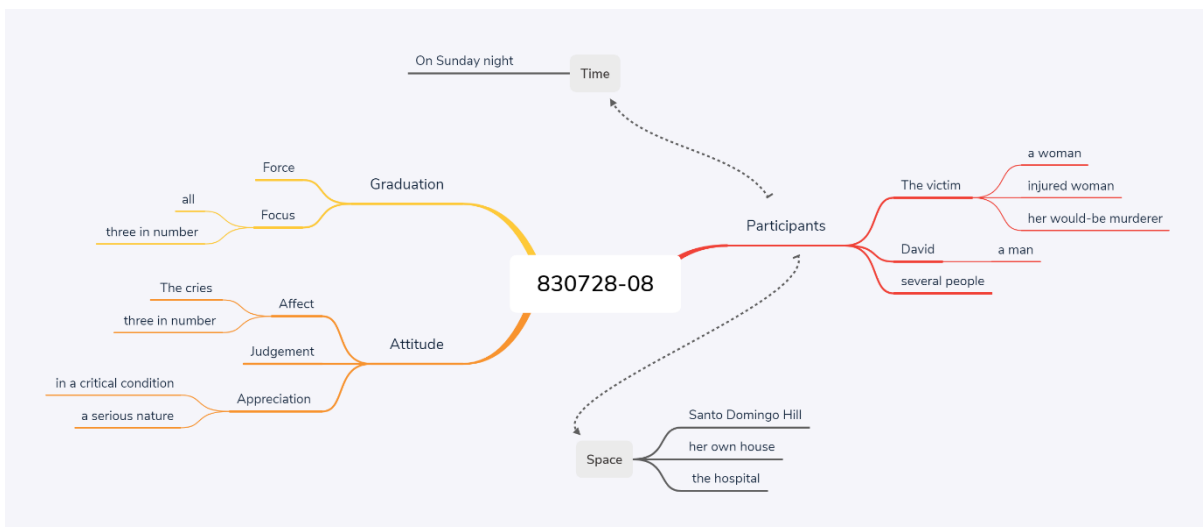 On Sunday night
Time
Force
Graduation
all
Focus
three in number
830728-08
The cries
Affect
three in number
Attitude
Judgement
in a critical condition
Appreciation
a serious nature
Participants
The victim
a woman
injured woman
her would-be murderer
David
a man
several people
Space
Santo Domingo Hill
her own house
the hospital